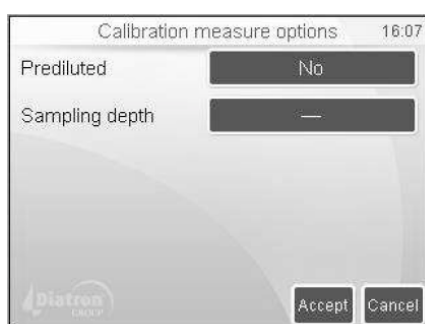 Calibration measure options 16:07
Prediluted No
Sampling depth —
Diatron
GROUP
Accept Cancel